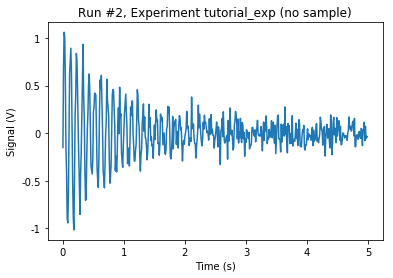 Run #2, Experiment tutorial_exp (no sample)
Signal (V)
1
0.5
0
-0.5
-1
0 1 2 3 4 5
Time (s)